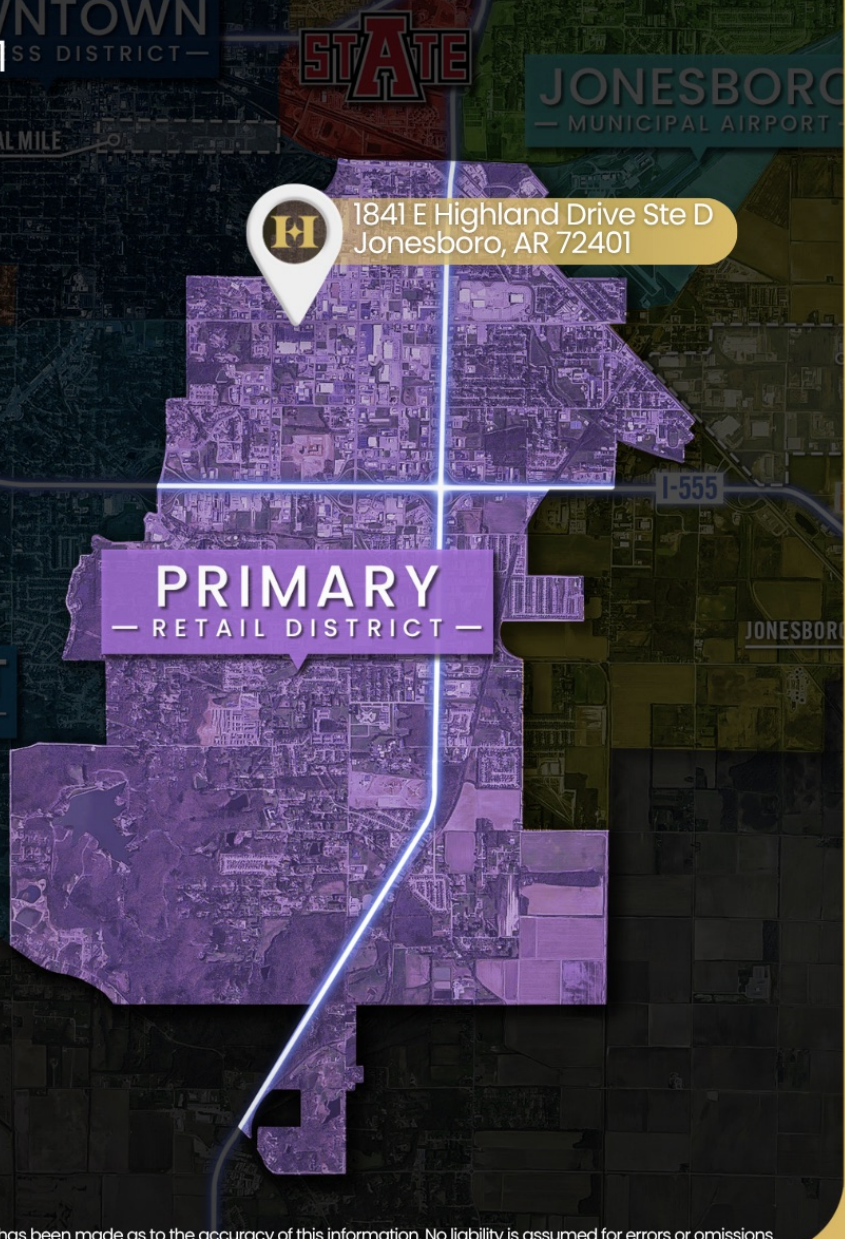 NTOWN
SS DISTRICT
STATE
JONESBORO
MUNICIPAL AIRPORT
AL MILE
H
1841 E Highland Drive Ste D
Jonesboro, AR 72401
I-555
PRIMARY
RETAIL DISTRICT
JONESBORO
has been made as to the accuracy of this information. No liability is assumed for errors or omissions.